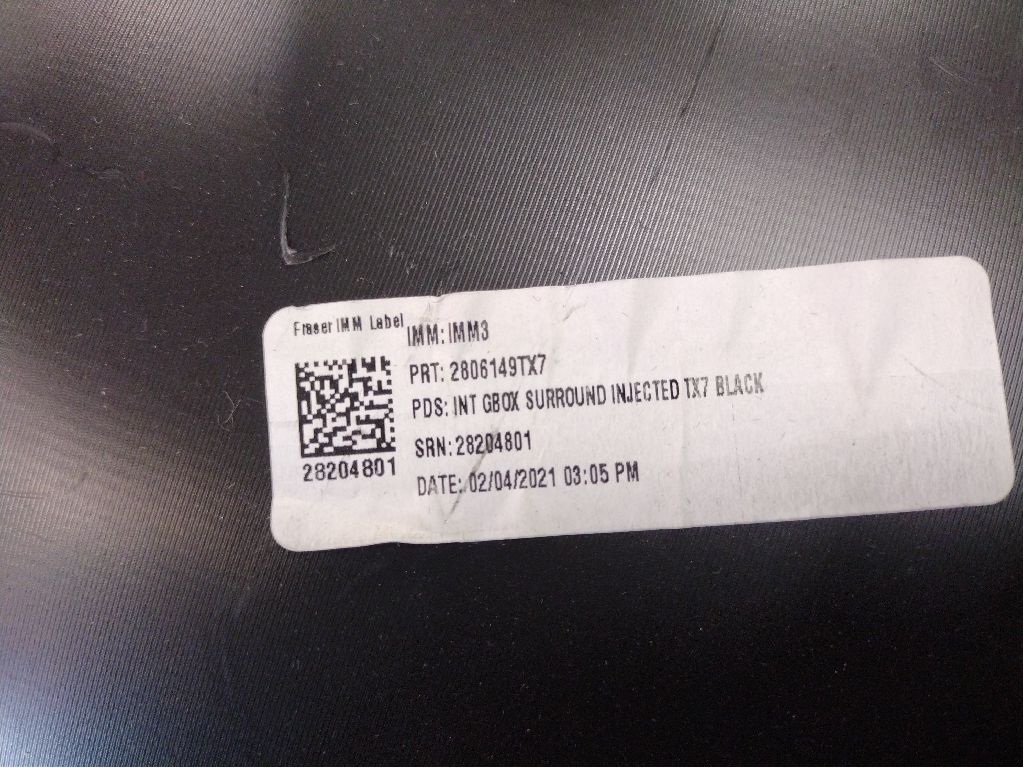 Fraser IMM Label
IMM: IMM3
PRT: 2806149TX7
PDS: INT GBOX SURROUND INJECTED TX7 BLACK
SRN: 28204801
DATE: 02/04/2021 03:05 PM
28204801